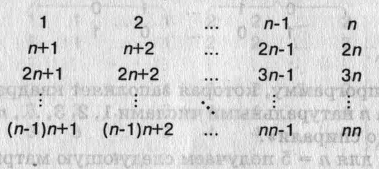 1 2 ... n-1 n
n+1 n+2 ... 2n-1 2n
2n+1 2n+2 ... 3n-1 3n
⋮ ⋮ ⋱ ⋮ ⋮
(n-1)n+1 (n-1)n+2 ... nn-1 nn